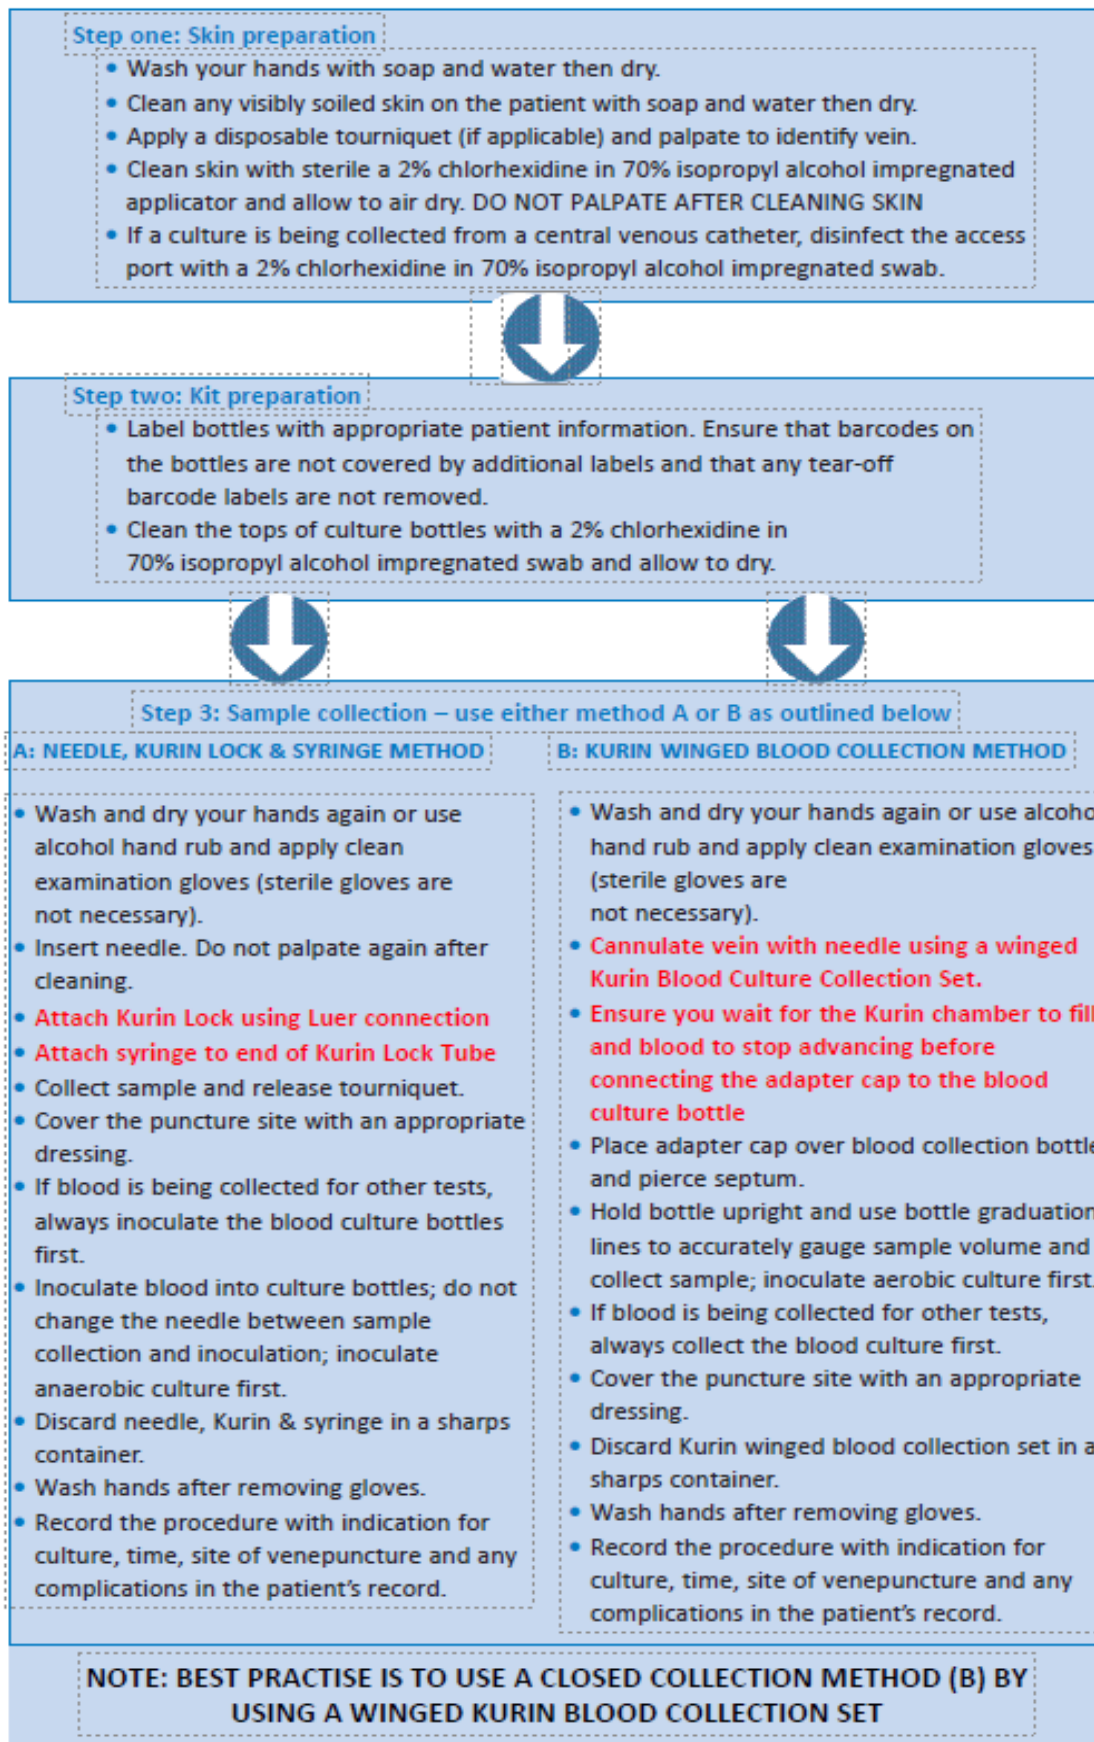 Step one: Skin preparation
• Wash your hands with soap and water then dry.
• Clean any visibly soiled skin on the patient with soap and water then dry.
• Apply a disposable tourniquet (if applicable) and palpate to identify vein.
• Clean skin with sterile a 2% chlorhexidine in 70% isopropyl alcohol impregnated
applicator and allow to air dry. DO NOT PALPATE AFTER CLEANING SKIN
• If a culture is being collected from a central venous catheter, disinfect the access
port with a 2% chlorhexidine in 70% isopropyl alcohol impregnated swab.
Step two: Kit preparation
• Label bottles with appropriate patient information. Ensure that barcodes on
the bottles are not covered by additional labels and that any tear-off
barcode labels are not removed.
• Clean the tops of culture bottles with a 2% chlorhexidine in
70% isopropyl alcohol impregnated swab and allow to dry.
Step 3: Sample collection – use either method A or B as outlined below
A: NEEDLE, KURIN LOCK & SYRINGE METHOD
• Wash and dry your hands again or use
alcohol hand rub and apply clean
examination gloves (sterile gloves are
not necessary).
• Insert needle. Do not palpate again after
cleaning.
• Attach Kurin Lock using Luer connection
• Attach syringe to end of Kurin Lock Tube
• Collect sample and release tourniquet.
• Cover the puncture site with an appropriate
dressing.
• If blood is being collected for other tests,
always inoculate the blood culture bottles
first.
• Inoculate blood into culture bottles; do not
change the needle between sample
collection and inoculation; inoculate
anaerobic culture first.
• Discard needle, Kurin & syringe in a sharps
container.
• Wash hands after removing gloves.
• Record the procedure with indication for
culture, time, site of venepuncture and any
complications in the patient's record.
B: KURIN WINGED BLOOD COLLECTION METHOD
• Wash and dry your hands again or use alcoho
hand rub and apply clean examination gloves
(sterile gloves are
not necessary).
• Cannulate vein with needle using a winged
Kurin Blood Culture Collection Set.
• Ensure you wait for the Kurin chamber to fill
and blood to stop advancing before
connecting the adapter cap to the blood
culture bottle
• Place adapter cap over blood collection bottle
and pierce septum.
• Hold bottle upright and use bottle graduation
lines to accurately gauge sample volume and
collect sample; inoculate aerobic culture first.
• If blood is being collected for other tests,
always collect the blood culture first.
• Cover the puncture site with an appropriate
dressing.
• Discard Kurin winged blood collection set in a
sharps container.
• Wash hands after removing gloves.
• Record the procedure with indication for
culture, time, site of venepuncture and any
complications in the patient's record.
NOTE: BEST PRACTISE IS TO USE A CLOSED COLLECTION METHOD (B) BY
USING A WINGED KURIN BLOOD COLLECTION SET